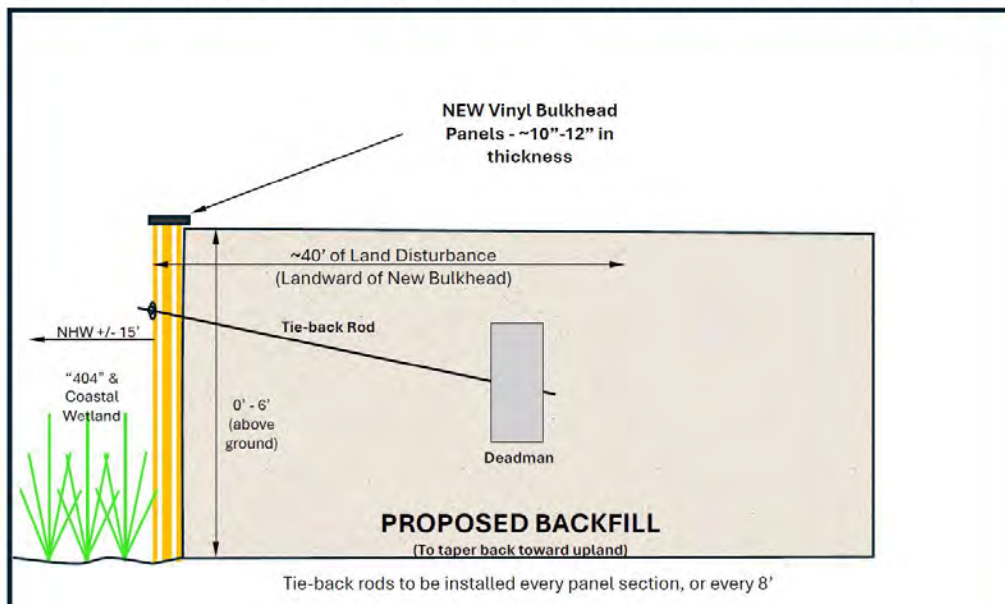 NEW Vinyl Bulkhead
Panels - ~10”-12” in
thickness
~40’ of Land Disturbance
(Landward of New Bulkhead)
Tie-back Rod
NHW +/- 15’
“404” &
Coastal
Wetland
0’ - 6’
(above
ground)
Deadman
PROPOSED BACKFILL
(To taper back toward upland)
Tie-back rods to be installed every panel section, or every 8’